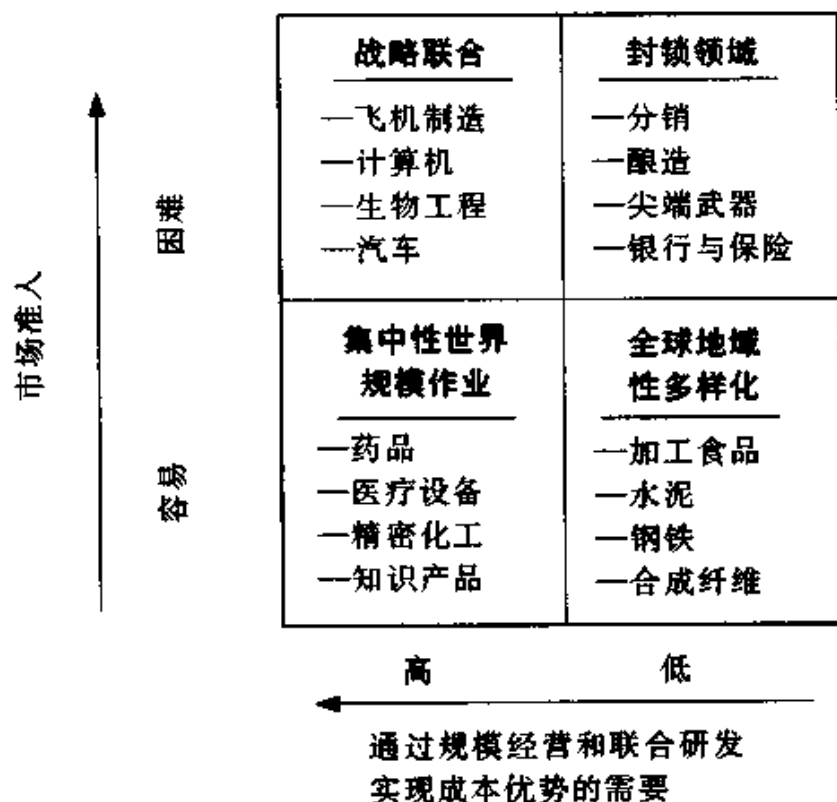 战略联合
—飞机制造
—计算机
—生物工程
—汽车
封锁领域
—分销
—酿造
—尖端武器
—银行与保险
集中性世界
规模作业
—药品
—医疗设备
—精密化工
—知识产品
全球地域
性多样化
—加工食品
—水泥
—钢铁
—合成纤维
市场准人
困难
容易
高
低
通过规模经营和联合研发
实现成本优势的需要